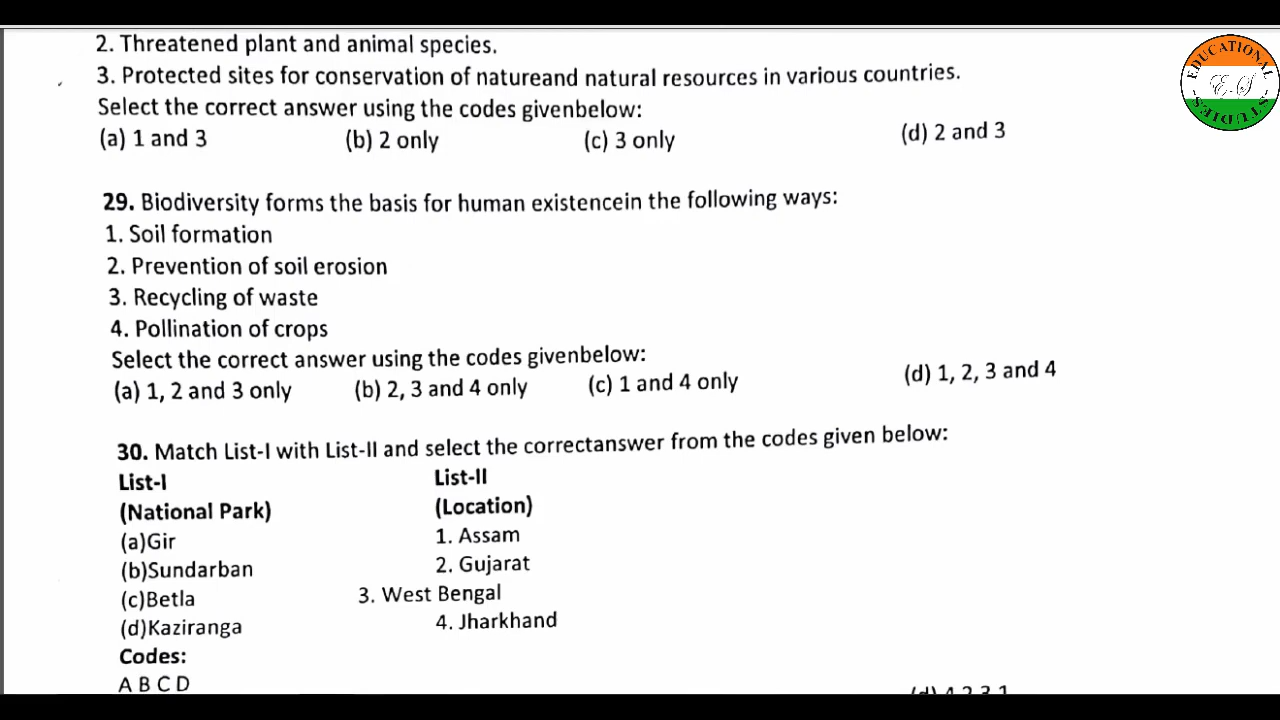 2. Threatened plant and animal species.
3. Protected sites for conservation of natureand natural resources in various countries.
Select the correct answer using the codes givenbelow:
(a) 1 and 3 (b) 2 only (c) 3 only (d) 2 and 3
29. Biodiversity forms the basis for human existencein the following ways:
1. Soil formation
2. Prevention of soil erosion
3. Recycling of waste
4. Pollination of crops
Select the correct answer using the codes givenbelow:
(a) 1, 2 and 3 only (b) 2, 3 and 4 only (c) 1 and 4 only (d) 1, 2, 3 and 4
30. Match List-I with List-II and select the correctanswer from the codes given below:
List-I List-II
(National Park) (Location)
(a)Gir 1. Assam
(b)Sundarban 2. Gujarat
(c)Betla 3. West Bengal
(d)Kaziranga 4. Jharkhand
Codes:
A B C D
EDUCATIONAL
E.S
STUDIES